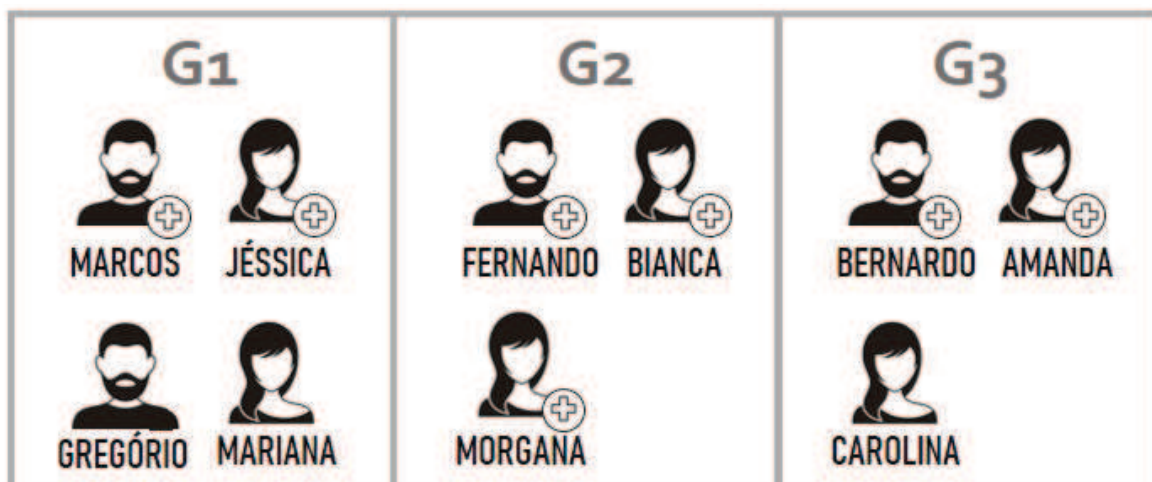 G1
G2
G3
MARCOS
JÉSSICA
FERNANDO
BIANCA
BERNARDO
AMANDA
GREGÓRIO
MARIANA
MORGANA
CAROLINA